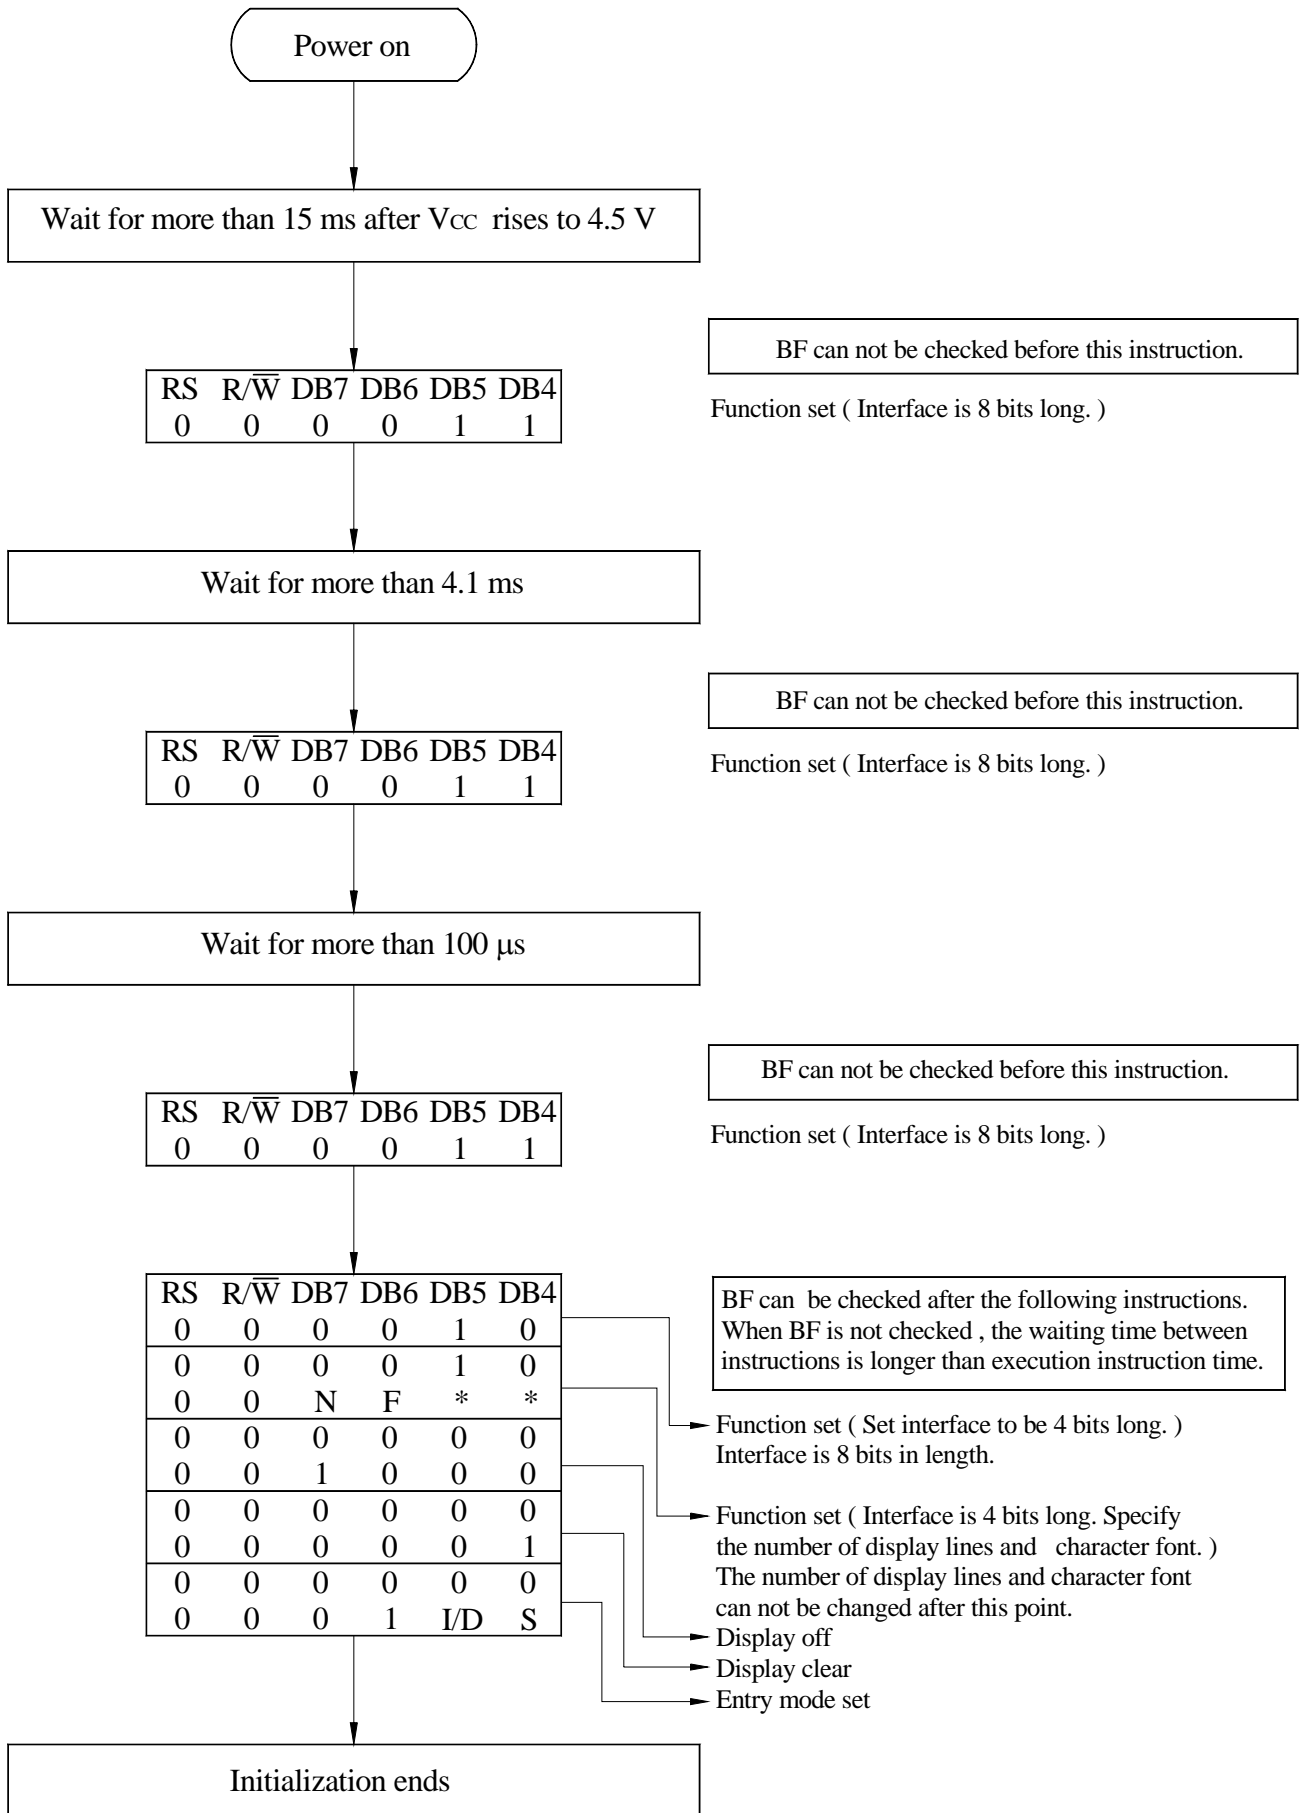 Power on
Wait for more than 15 ms after VCC rises to 4.5 V
BF can not be checked before this instruction.
RS R/W̅ DB7 DB6 DB5 DB4
0 0 0 0 1 1
Function set ( Interface is 8 bits long. )
Wait for more than 4.1 ms
BF can not be checked before this instruction.
RS R/W̅ DB7 DB6 DB5 DB4
0 0 0 0 1 1
Function set ( Interface is 8 bits long. )
Wait for more than 100 μs
BF can not be checked before this instruction.
RS R/W̅ DB7 DB6 DB5 DB4
0 0 0 0 1 1
Function set ( Interface is 8 bits long. )
RS R/W̅ DB7 DB6 DB5 DB4
0 0 0 0 1 0
0 0 0 0 1 0
0 0 N F * *
0 0 0 0 0 0
0 0 1 0 0 0
0 0 0 0 0 0
0 0 0 0 0 1
0 0 0 0 0 0
0 0 0 1 I/D S
BF can be checked after the following instructions.
When BF is not checked , the waiting time between
instructions is longer than execution instruction time.
Function set ( Set interface to be 4 bits long. )
Interface is 8 bits in length.
Function set ( Interface is 4 bits long. Specify
the number of display lines and character font. )
The number of display lines and character font
can not be changed after this point.
Display off
Display clear
Entry mode set
Initialization ends